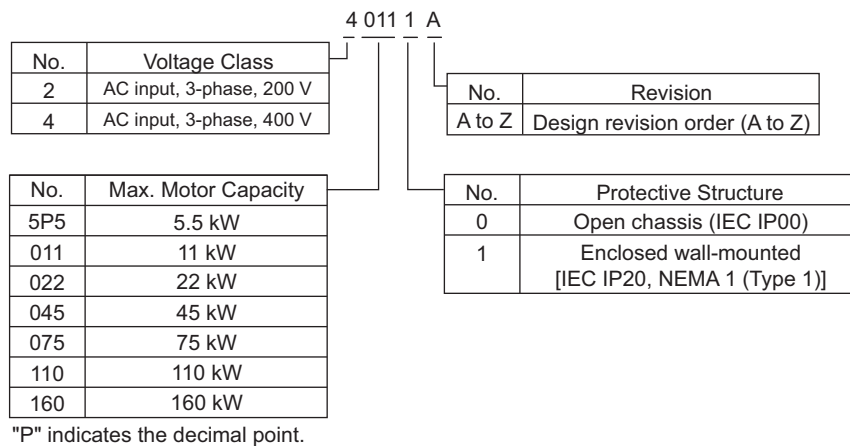 4 011 1 A
No. Voltage Class
2 AC input, 3-phase, 200 V
4 AC input, 3-phase, 400 V
No. Revision
A to Z Design revision order (A to Z)
No. Max. Motor Capacity
5P5 5.5 kW
011 11 kW
022 22 kW
045 45 kW
075 75 kW
110 110 kW
160 160 kW
"P" indicates the decimal point.
No. Protective Structure
0 Open chassis (IEC IP00)
1 Enclosed wall-mounted
[IEC IP20, NEMA 1 (Type 1)]